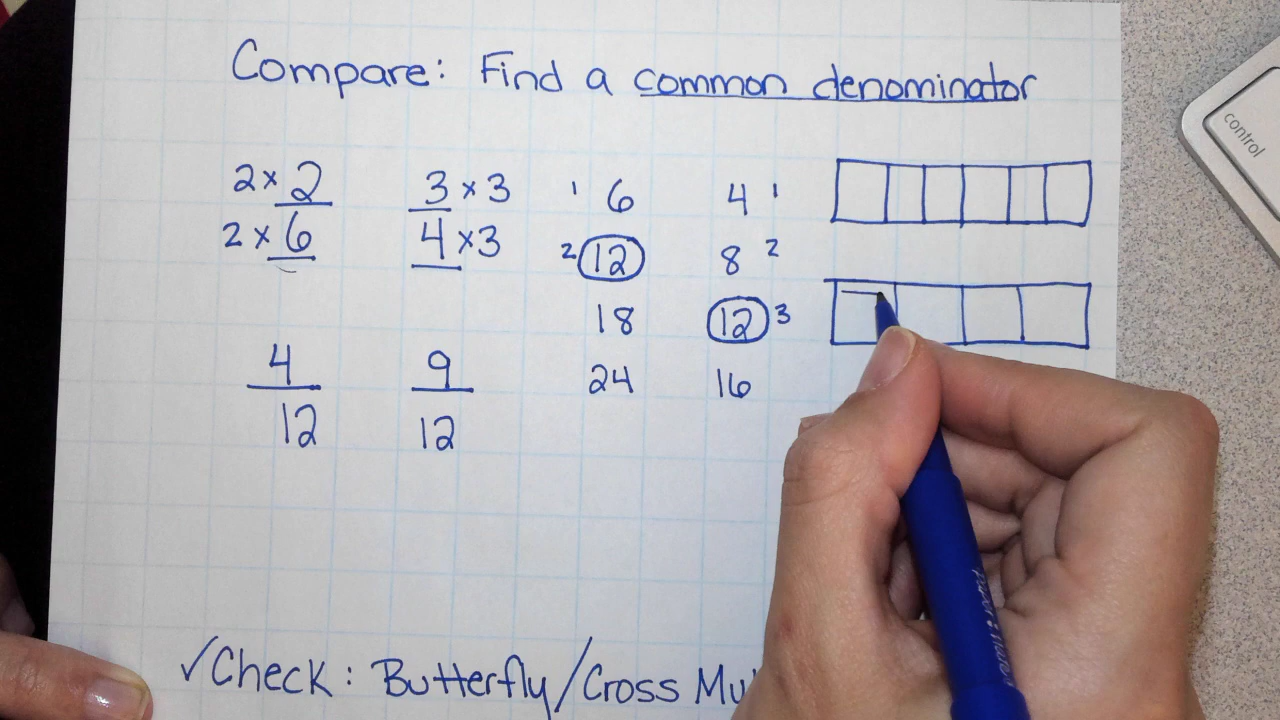 Compare: Find a common denominator
2 × 2 3 × 3 1 6 4 1
2 × 6 4 × 3 2 12 8 2
18 12 3
4 9 24 16
12 12
✓Check: Butterfly/Cross
control